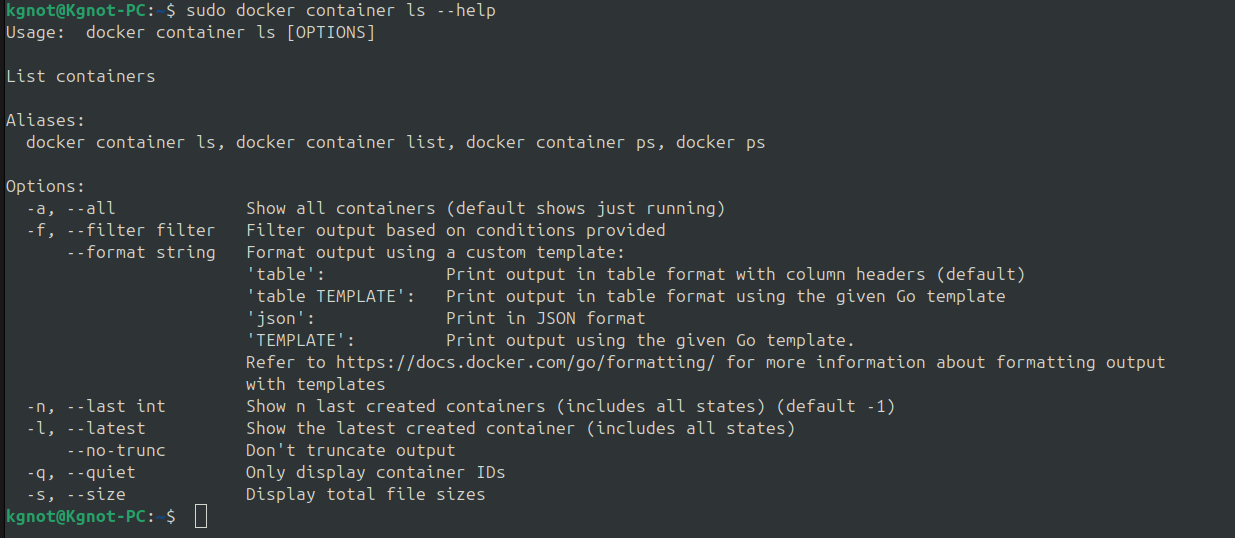 kgnot@Kgnot-PC:~$ sudo docker container ls --help
Usage:  docker container ls [OPTIONS]

List containers

Aliases:
  docker container ls, docker container list, docker container ps, docker ps

Options:
  -a, --all             Show all containers (default shows just running)
  -f, --filter filter   Filter output based on conditions provided
      --format string   Format output using a custom template:
                        'table':            Print output in table format with column headers (default)
                        'table TEMPLATE':   Print output in table format using the given Go template
                        'json':             Print in JSON format
                        'TEMPLATE':         Print output using the given Go template.
                        Refer to https://docs.docker.com/go/formatting/ for more information about formatting output
                        with templates
  -n, --last int        Show n last created containers (includes all states) (default -1)
  -l, --latest          Show the latest created container (includes all states)
      --no-trunc        Don't truncate output
  -q, --quiet           Only display container IDs
  -s, --size            Display total file sizes
kgnot@Kgnot-PC:~$